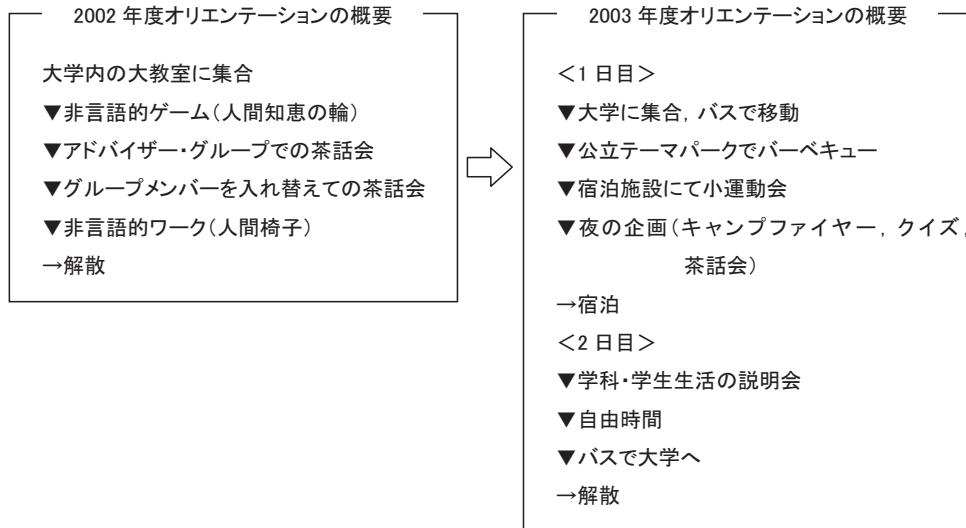 2002 年度オリエンテーションの概要
大学内の大教室に集合
▼非言語的ゲーム(人間知恵の輪)
▼アドバイザー・グループでの茶話会
▼グループメンバーを入れ替えての茶話会
▼非言語的ワーク(人間椅子)
→解散
2003 年度オリエンテーションの概要
<1 日目>
▼大学に集合, バスで移動
▼公立テーマパークでバーベキュー
▼宿泊施設にて小運動会
▼夜の企画(キャンプファイヤー, クイズ,
茶話会)
→宿泊
<2 日目>
▼学科・学生生活の説明会
▼自由時間
▼バスで大学へ
→解散